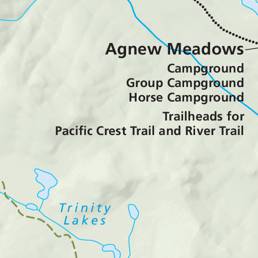 Agnew Meadows
Campground
Group Campground
Horse Campground
Trailheads for
Pacific Crest Trail and River Trail
Trinity
Lakes